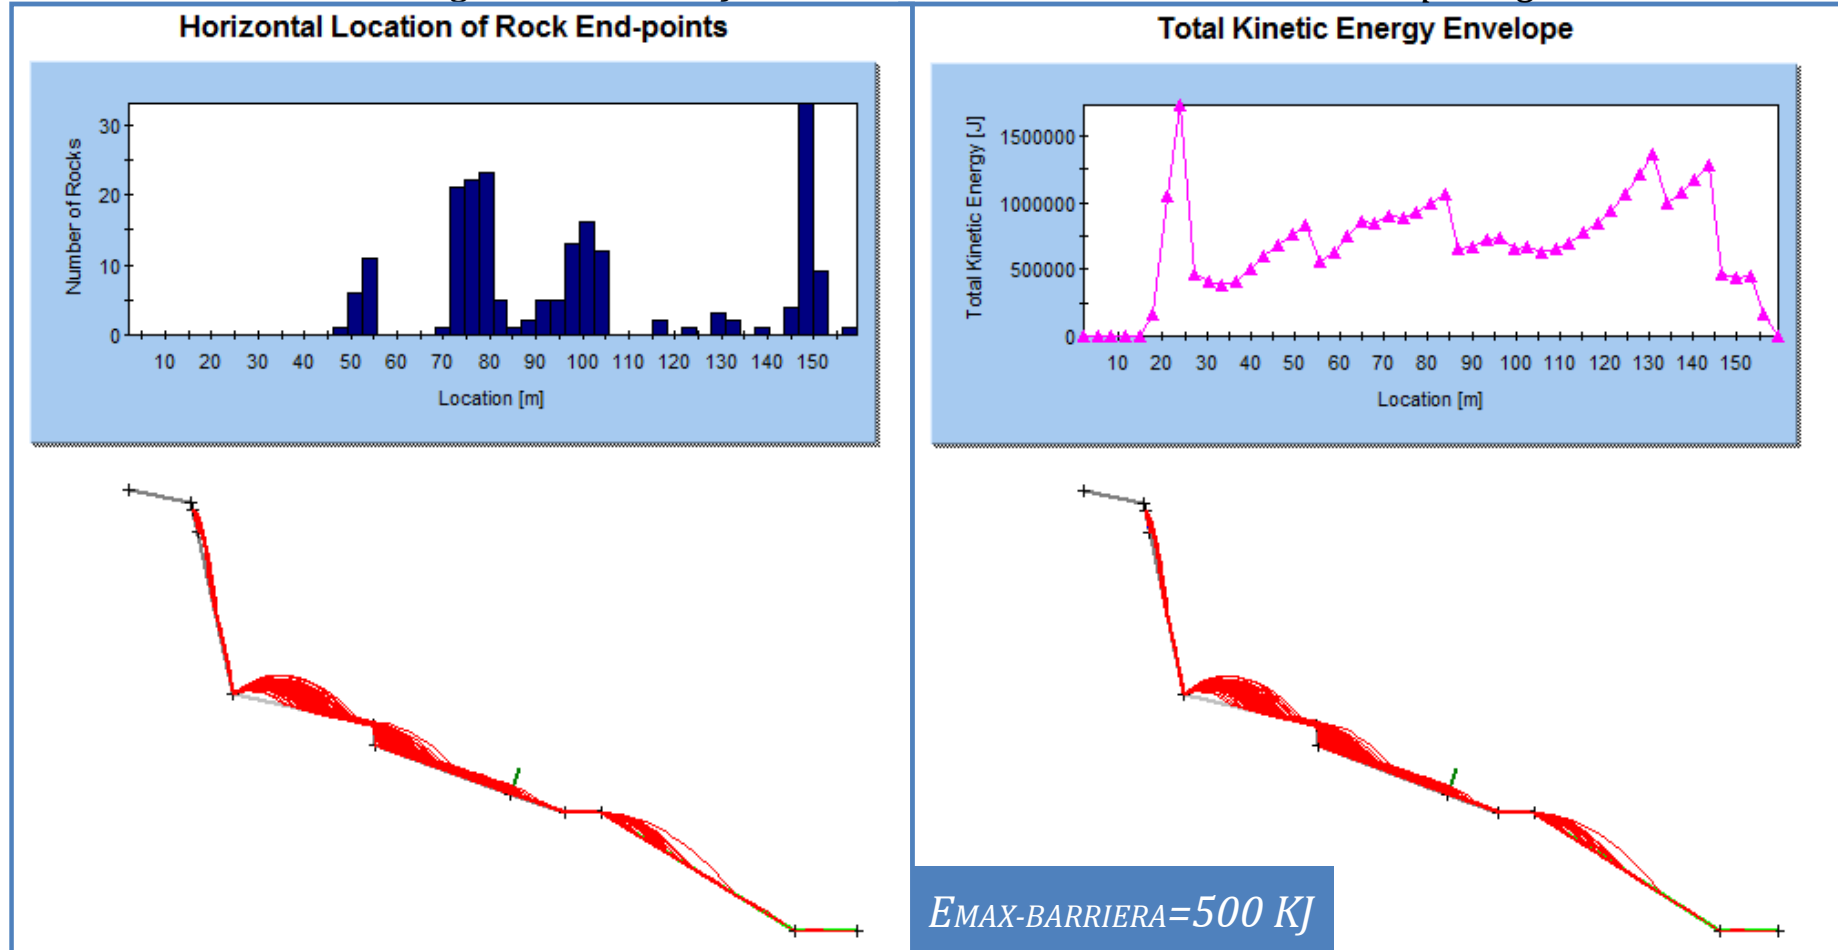 Horizontal Location of Rock End-points
Number of Rocks
30
20
10
0
10 20 30 40 50 60 70 80 90 100 110 120 130 140 150
Location [m]
Total Kinetic Energy Envelope
Total Kinetic Energy [J]
1500000
1000000
500000
0
10 20 30 40 50 60 70 80 90 100 110 120 130 140 150
Location [m]
EMAX-BARRIERA=500 KJ